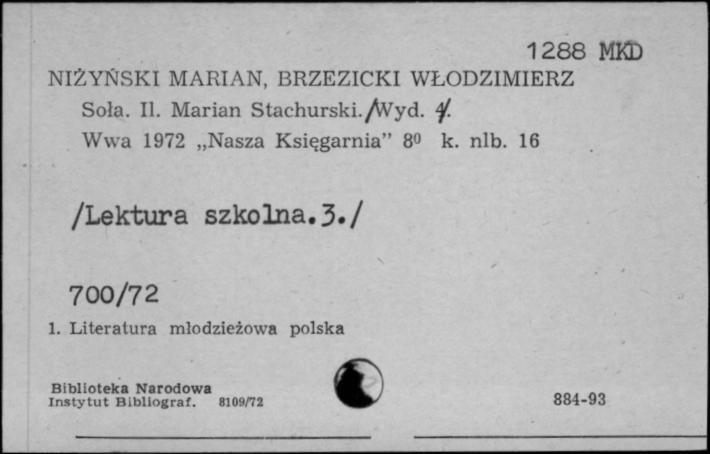 1288 MKD
NIŻYŃSKI MARIAN, BRZEZICKI WŁODZIMIERZ
Soła. Il. Marian Stachurski./Wyd. 4/.
Wwa 1972 „Nasza Księgarnia” 8⁰ k. nlb. 16
/Lektura szkolna.3./
700/72
1. Literatura młodzieżowa polska
Biblioteka Narodowa
Instytut Bibliograf. 8109/72
884-93